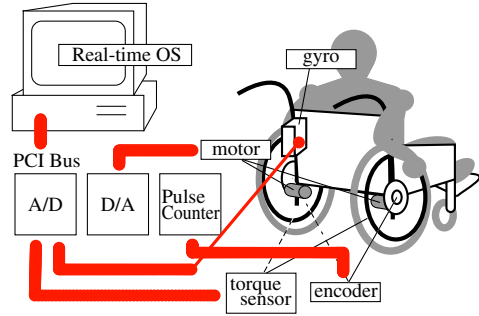 Real-time OS
gyro
motor
PCI Bus
A/D
D/A
Pulse
Counter
torque
sensor
encoder